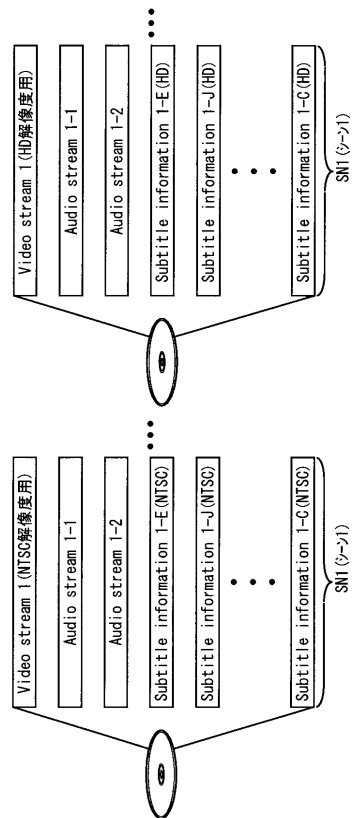 Video stream 1(NTSC解像度用)
Audio stream 1-1
Audio stream 1-2
Subtitle information 1-E(NTSC)
Subtitle information 1-J(NTSC)
Subtitle information 1-C(NTSC)
SN1(シーン1)
Video stream 1(HD解像度用)
Audio stream 1-1
Audio stream 1-2
Subtitle information 1-E(HD)
Subtitle information 1-J(HD)
Subtitle information 1-C(HD)
SN1(シーン1)